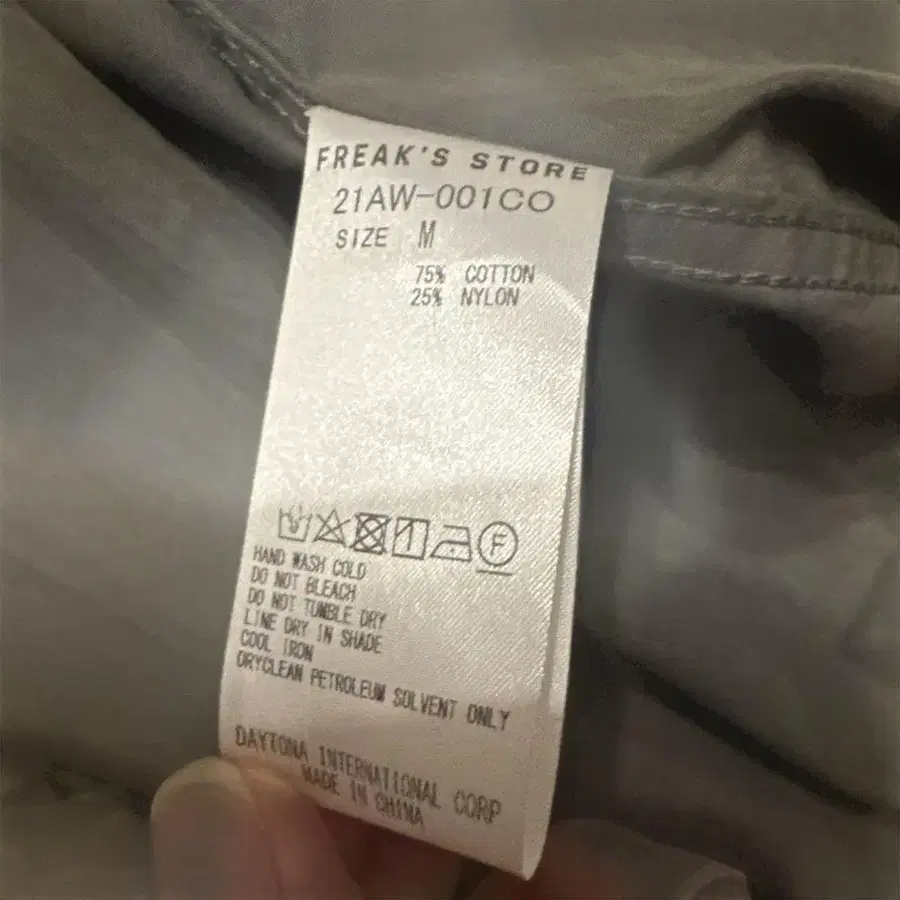 FREAK'S STORE
21AW-001CO
SIZE M
75% COTTON
25% NYLON
F
HAND WASH COLD
DO NOT BLEACH
DO NOT TUMBLE DRY
LINE DRY IN SHADE
COOL IRON
DRYCLEAN PETROLEUM SOLVENT ONLY
DAYTONA INTERNATIONAL CORP
MADE IN CHINA